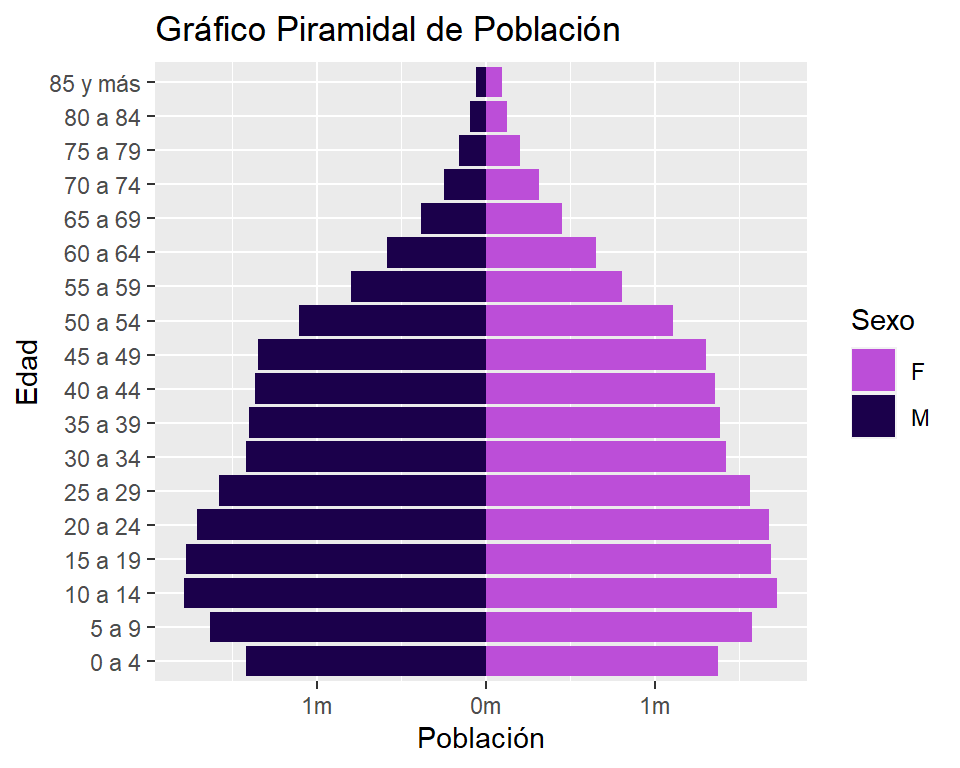 Gráfico Piramidal de Población
85 y más
80 a 84
75 a 79
70 a 74
65 a 69
60 a 64
55 a 59
50 a 54
45 a 49
40 a 44
35 a 39
30 a 34
25 a 29
20 a 24
15 a 19
10 a 14
5 a 9
0 a 4
Edad
1m 0m 1m
Población
Sexo
F
M